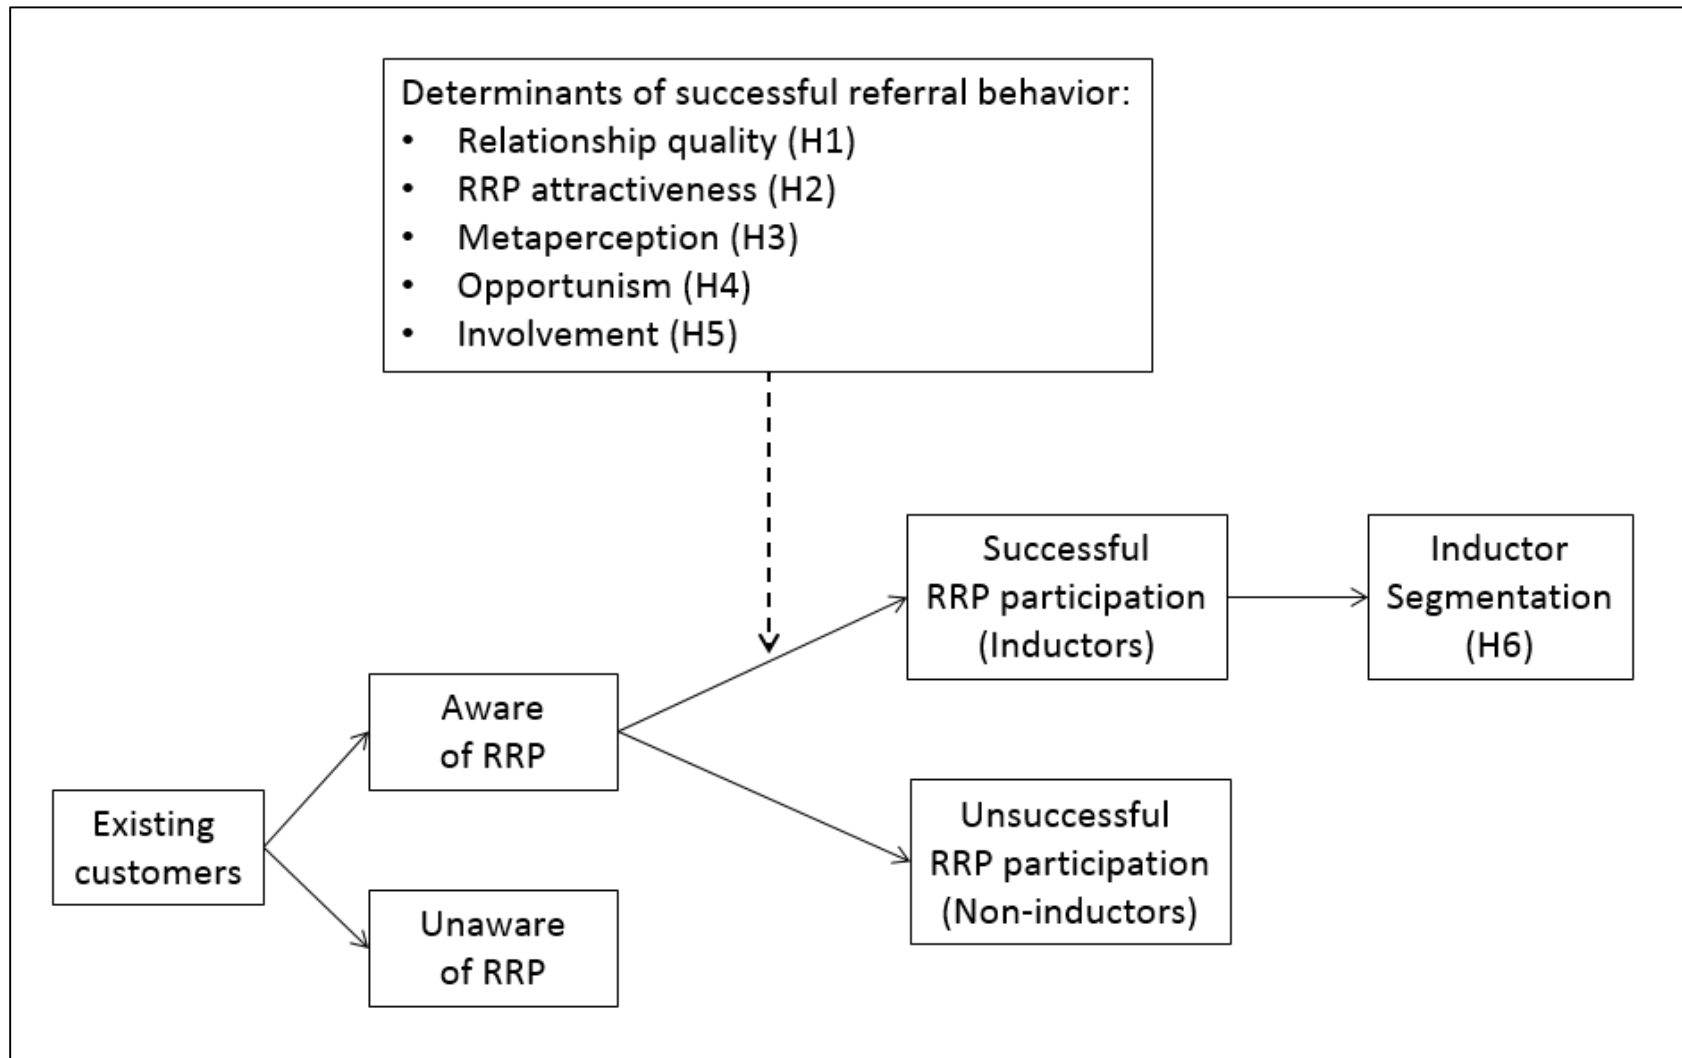 Determinants of successful referral behavior:
• Relationship quality (H1)
• RRP attractiveness (H2)
• Metaperception (H3)
• Opportunism (H4)
• Involvement (H5)
Successful
RRP participation
(Inductors)
Inductor
Segmentation
(H6)
Aware
of RRP
Existing
customers
Unsuccessful
RRP participation
(Non-inductors)
Unaware
of RRP